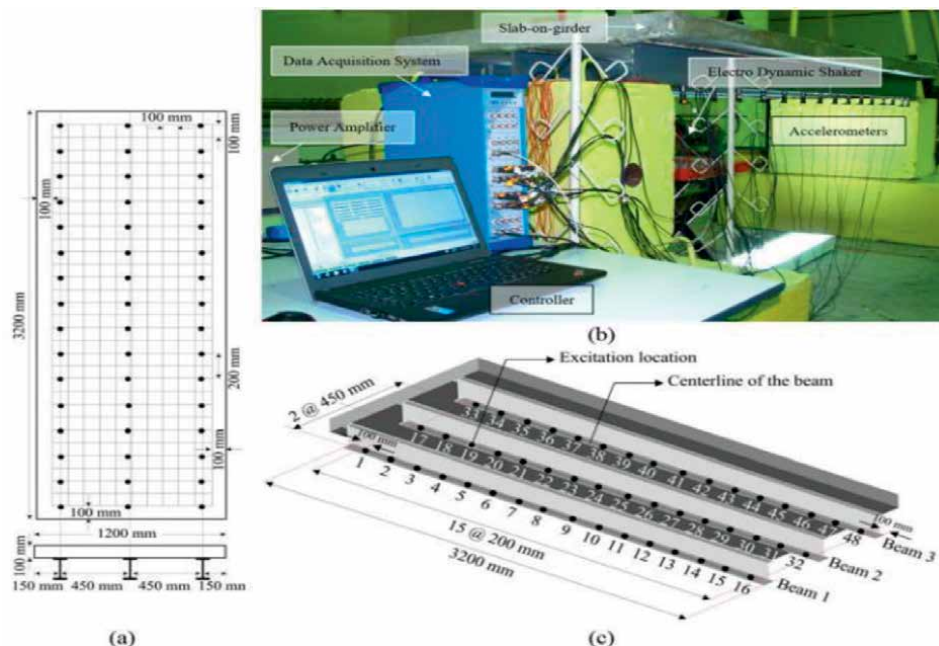 100 mm
100 mm
100 mm
3200 mm
200 mm
100 mm
100 mm
1200 mm
100 mm
150 mm 450 mm 450 mm 150 mm
(a)
Slab-on-girder
Data Acquisition System
Electro Dynamic Shaker
Power Amplifier
Accelerometers
Controller
(b)
Excitation location
Centerline of the beam
2 @ 450 mm
100 mm
33 34 35 36 37 38 39 40 41 42 43 44 45 46 47 48
17 18 19 20 21 22 23 24 25 26 27 28 29 30 31 32
1 2 3 4 5 6 7 8 9 10 11 12 13 14 15 16
00 mm
Beam 3
Beam 2
Beam 1
15 @ 200 mm
3200 mm
(c)